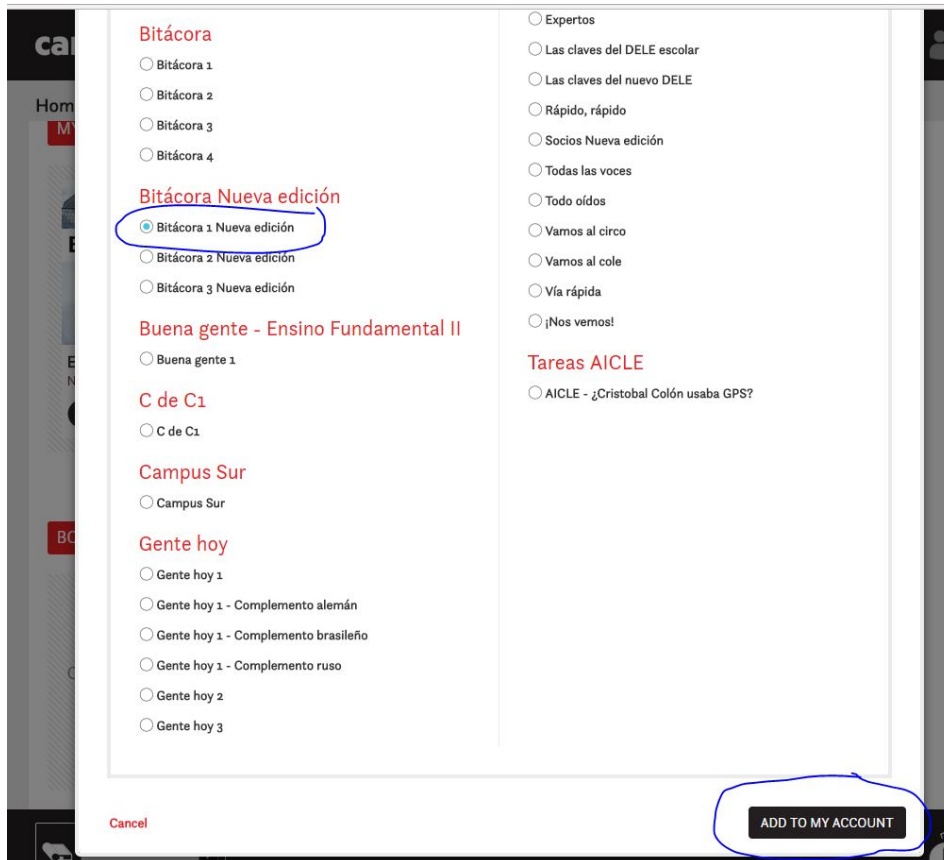 ca
Hom
MY
BO
Bitácora
Bitácora 1
Bitácora 2
Bitácora 3
Bitácora 4
Bitácora Nueva edición
Bitácora 1 Nueva edición
Bitácora 2 Nueva edición
Bitácora 3 Nueva edición
Buena gente - Ensino Fundamental II
Buena gente 1
C de C1
C de C1
Campus Sur
Campus Sur
Gente hoy
Gente hoy 1
Gente hoy 1 - Complemento alemán
Gente hoy 1 - Complemento brasileño
Gente hoy 1 - Complemento ruso
Gente hoy 2
Gente hoy 3
Expertos
Las claves del DELE escolar
Las claves del nuevo DELE
Rápido, rápido
Socios Nueva edición
Todas las voces
Todo oídos
Vamos al circo
Vamos al cole
Vía rápida
¡Nos vemos!
Tareas AICLE
AICLE - ¿Cristobal Colón usaba GPS?
Cancel
ADD TO MY ACCOUNT